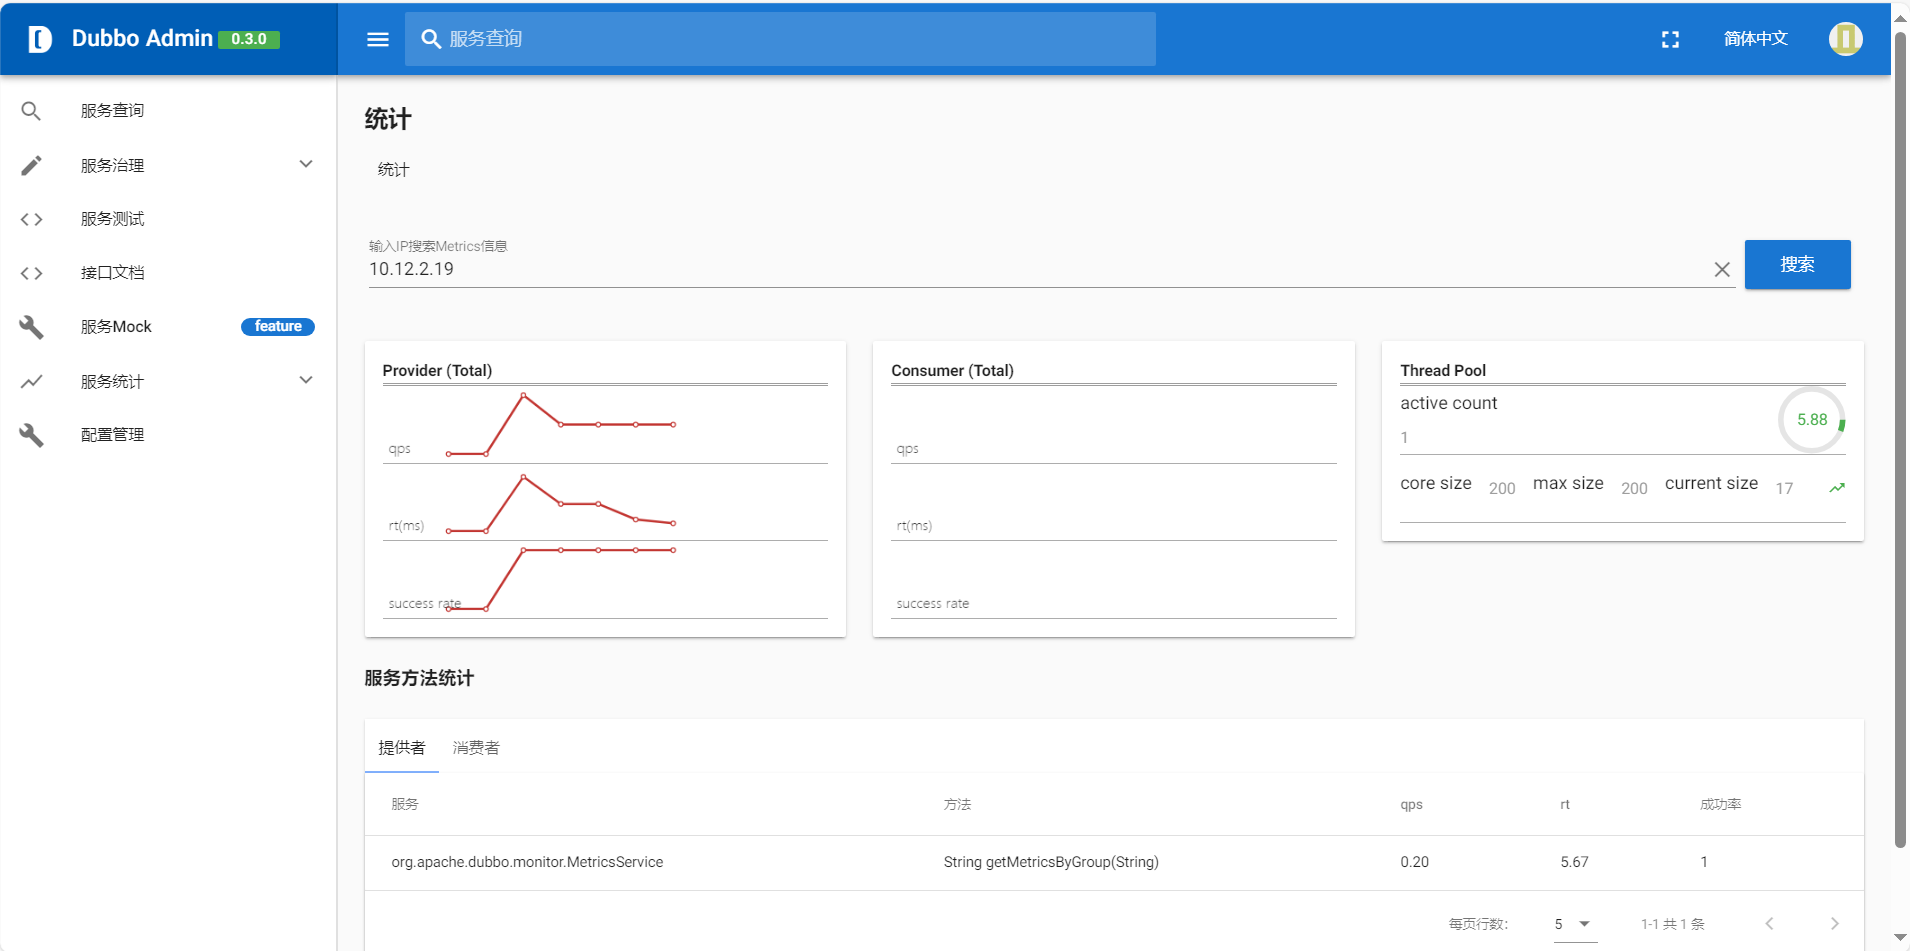 Dubbo Admin 0.3.0
服务查询
简体中文
服务查询
服务治理
服务测试
接口文档
服务Mock feature
服务统计
配置管理
统计
统计
输入IP搜索Metrics信息
10.12.2.19
搜索
Provider (Total)
qps
rt(ms)
success rate
Consumer (Total)
qps
rt(ms)
success rate
Thread Pool
active count
1
5.88
core size 200 max size 200 current size 17
服务方法统计
提供者 消费者
服务 方法 qps rt 成功率
org.apache.dubbo.monitor.MetricsService String getMetricsByGroup(String) 0.20 5.67 1
每页行数: 5 1-1 共 1 条